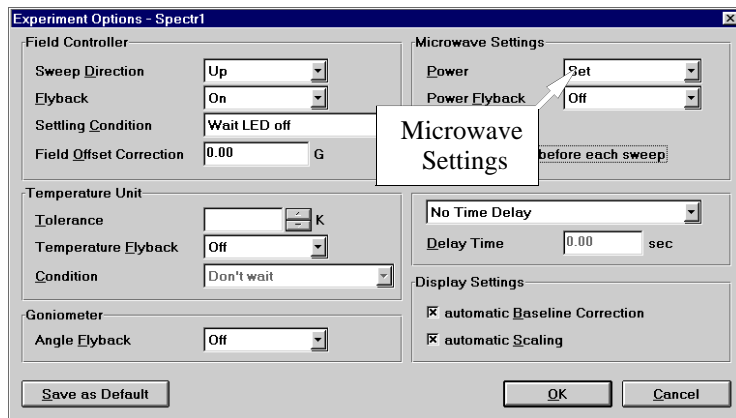 Experiment Options - Spectr1
Field Controller
Sweep Direction Up
Flyback On
Settling Condition Wait LED off
Field Offset Correction 0.00 G
Microwave Settings
Power Set
Power Flyback Off
Microwave
Settings
before each sweep
Temperature Unit
Tolerance K
Temperature Flyback Off
Condition Don't wait
No Time Delay
Delay Time 0.00 sec
Goniometer
Angle Flyback Off
Display Settings
automatic Baseline Correction
automatic Scaling
Save as Default OK Cancel